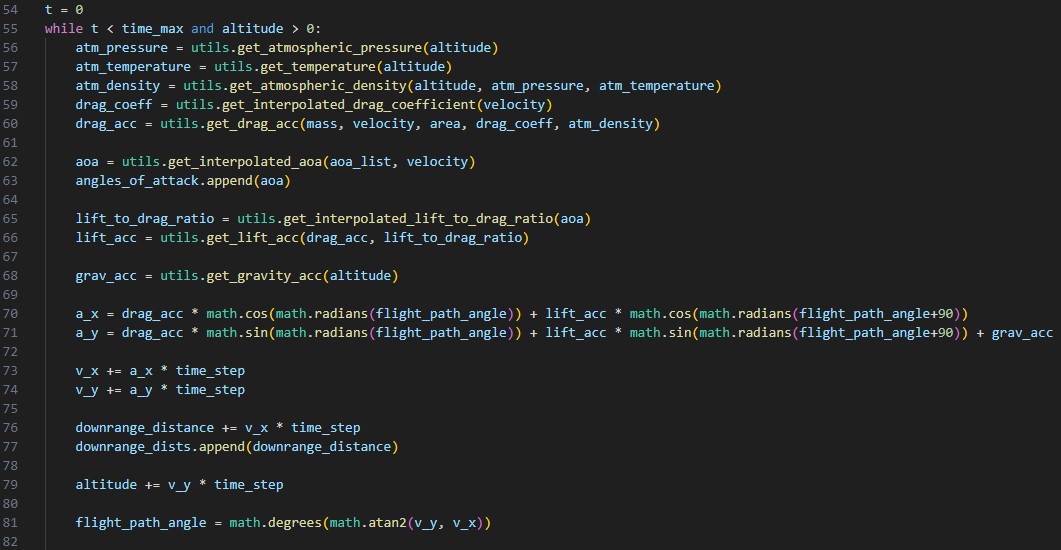 54 t = 0
55 while t < time_max and altitude > 0:
56 atm_pressure = utils.get_atmospheric_pressure(altitude)
57 atm_temperature = utils.get_temperature(altitude)
58 atm_density = utils.get_atmospheric_density(altitude, atm_pressure, atm_temperature)
59 drag_coeff = utils.get_interpolated_drag_coefficient(velocity)
60 drag_acc = utils.get_drag_acc(mass, velocity, area, drag_coeff, atm_density)
61
62 aoa = utils.get_interpolated_aoa(aoa_list, velocity)
63 angles_of_attack.append(aoa)
64
65 lift_to_drag_ratio = utils.get_interpolated_lift_to_drag_ratio(aoa)
66 lift_acc = utils.get_lift_acc(drag_acc, lift_to_drag_ratio)
67
68 grav_acc = utils.get_gravity_acc(altitude)
69
70 a_x = drag_acc * math.cos(math.radians(flight_path_angle)) + lift_acc * math.cos(math.radians(flight_path_angle+90))
71 a_y = drag_acc * math.sin(math.radians(flight_path_angle)) + lift_acc * math.sin(math.radians(flight_path_angle+90)) + grav_acc
72
73 v_x += a_x * time_step
74 v_y += a_y * time_step
75
76 downrange_distance += v_x * time_step
77 downrange_dists.append(downrange_distance)
78
79 altitude += v_y * time_step
80
81 flight_path_angle = math.degrees(math.atan2(v_y, v_x))
82